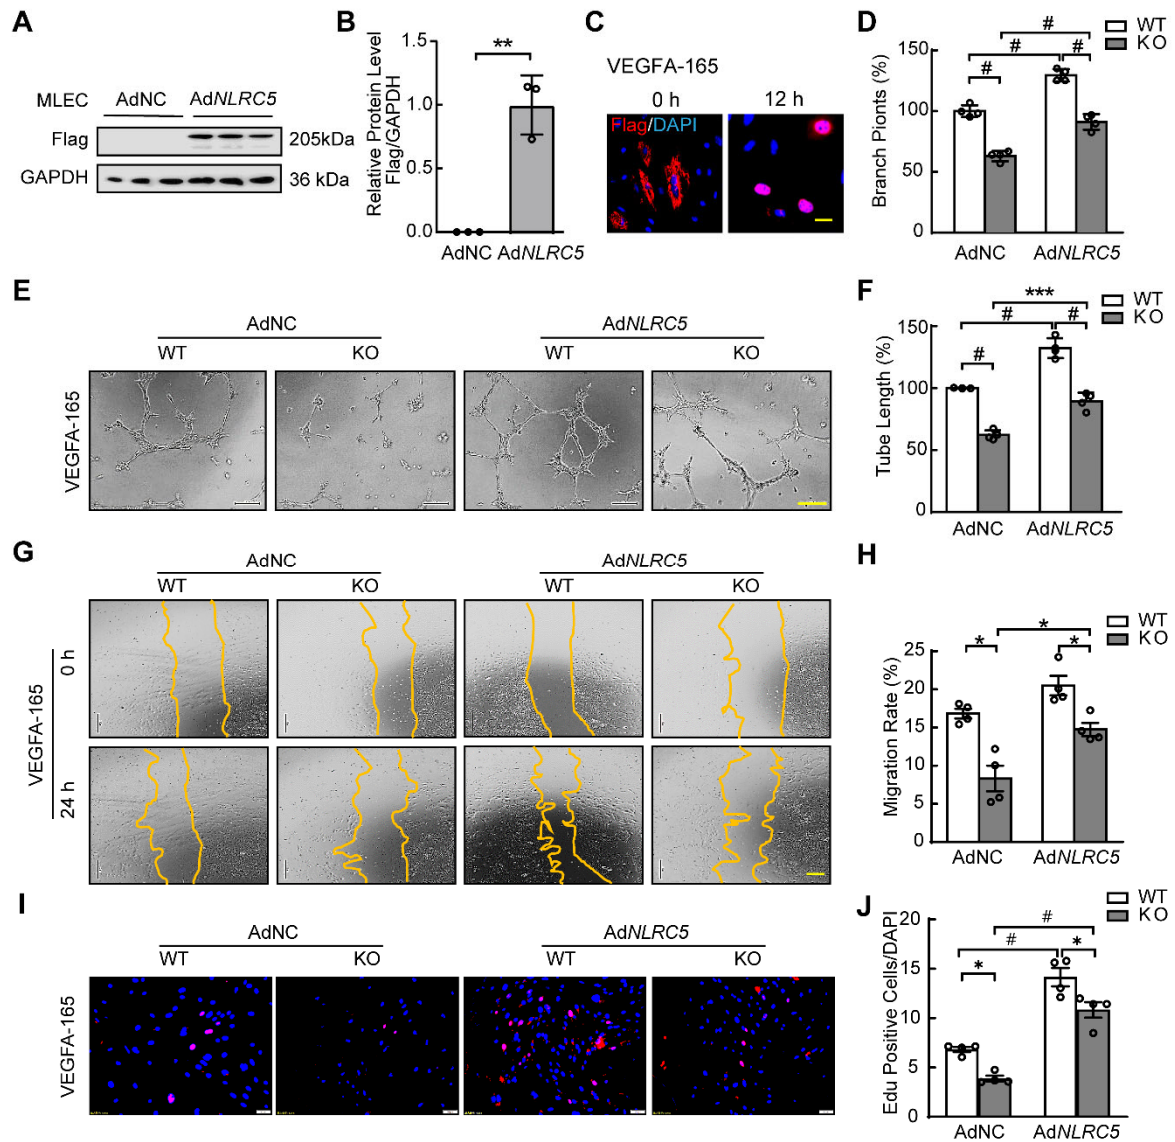 A
MLEC AdNC AdNLRC5
Flag 205kDa
GAPDH 36 kDa
B
Relative Protein Level
Flag/GAPDH
1.5
1.0
0.5
0.0
**
AdNC AdNLRC5
C
VEGFA-165
0 h 12 h
Flag/DAPI
D
Branch Pionts (%)
150
100
50
0
# # # #
WT
KO
AdNC AdNLRC5
E
AdNC AdNLRC5
WT KO WT KO
VEGFA-165
F
Tube Length (%)
150
100
50
0
***
# # #
WT
KO
AdNC AdNLRC5
G
AdNC AdNLRC5
WT KO WT KO
VEGFA-165
0 h
24 h
H
Migration Rate (%)
25
20
15
10
5
0
* * *
WT
KO
AdNC AdNLRC5
I
AdNC AdNLRC5
WT KO WT KO
VEGFA-165
J
Edu Positive Cells/DAPI
20
15
10
5
0
#
# *
*
WT
KO
AdNC AdNLRC5